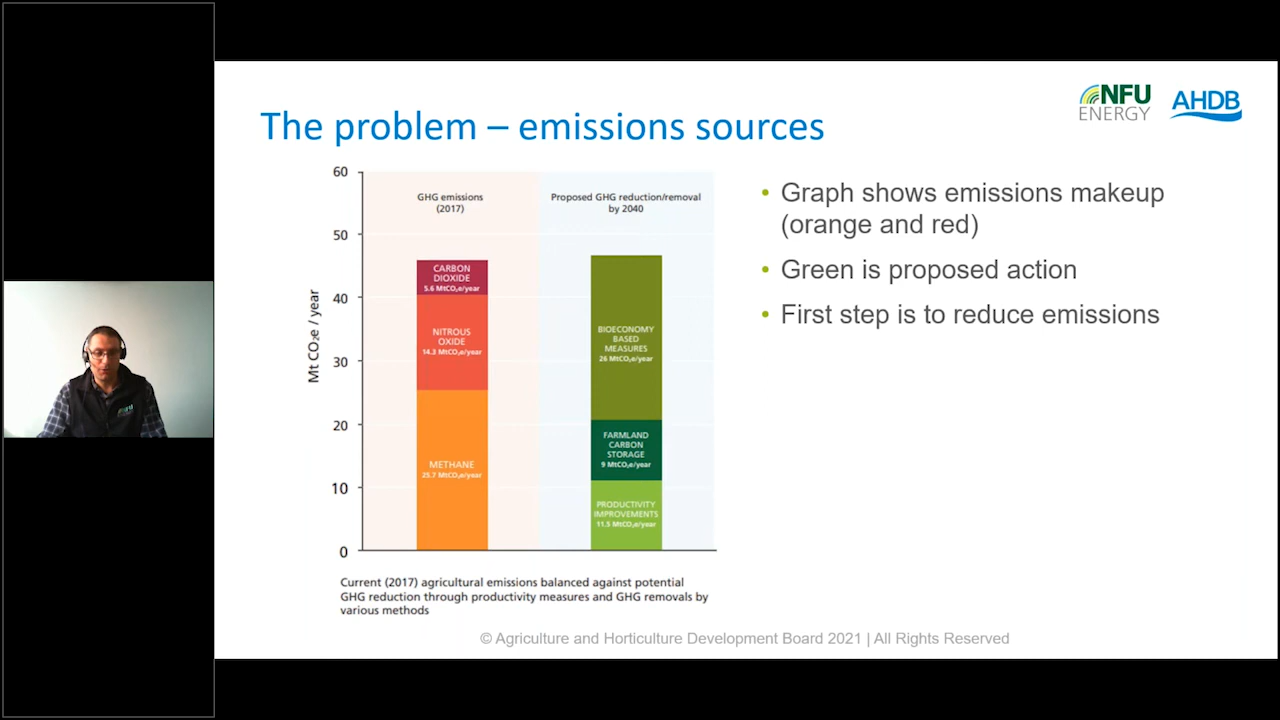 NFU
ENERGY
AHDB
The problem – emissions sources
60
50
40
30
20
10
0
Mt CO₂e / year
GHG emissions
(2017)
Proposed GHG reduction/removal
by 2040
CARBON
DIOXIDE
5.6 MtCO₂e/year
NITROUS
OXIDE
14.3 MtCO₂e/year
METHANE
25.7 MtCO₂e/year
BIOECONOMY
BASED
MEASURES
26 MtCO₂e/year
FARMLAND
CARBON
STORAGE
9 MtCO₂e/year
PRODUCTIVITY
IMPROVEMENTS
11.5 MtCO₂e/year
Current (2017) agricultural emissions balanced against potential
GHG reduction through productivity measures and GHG removals by
various methods
• Graph shows emissions makeup
(orange and red)
• Green is proposed action
• First step is to reduce emissions
© Agriculture and Horticulture Development Board 2021 | All Rights Reserved
NFU